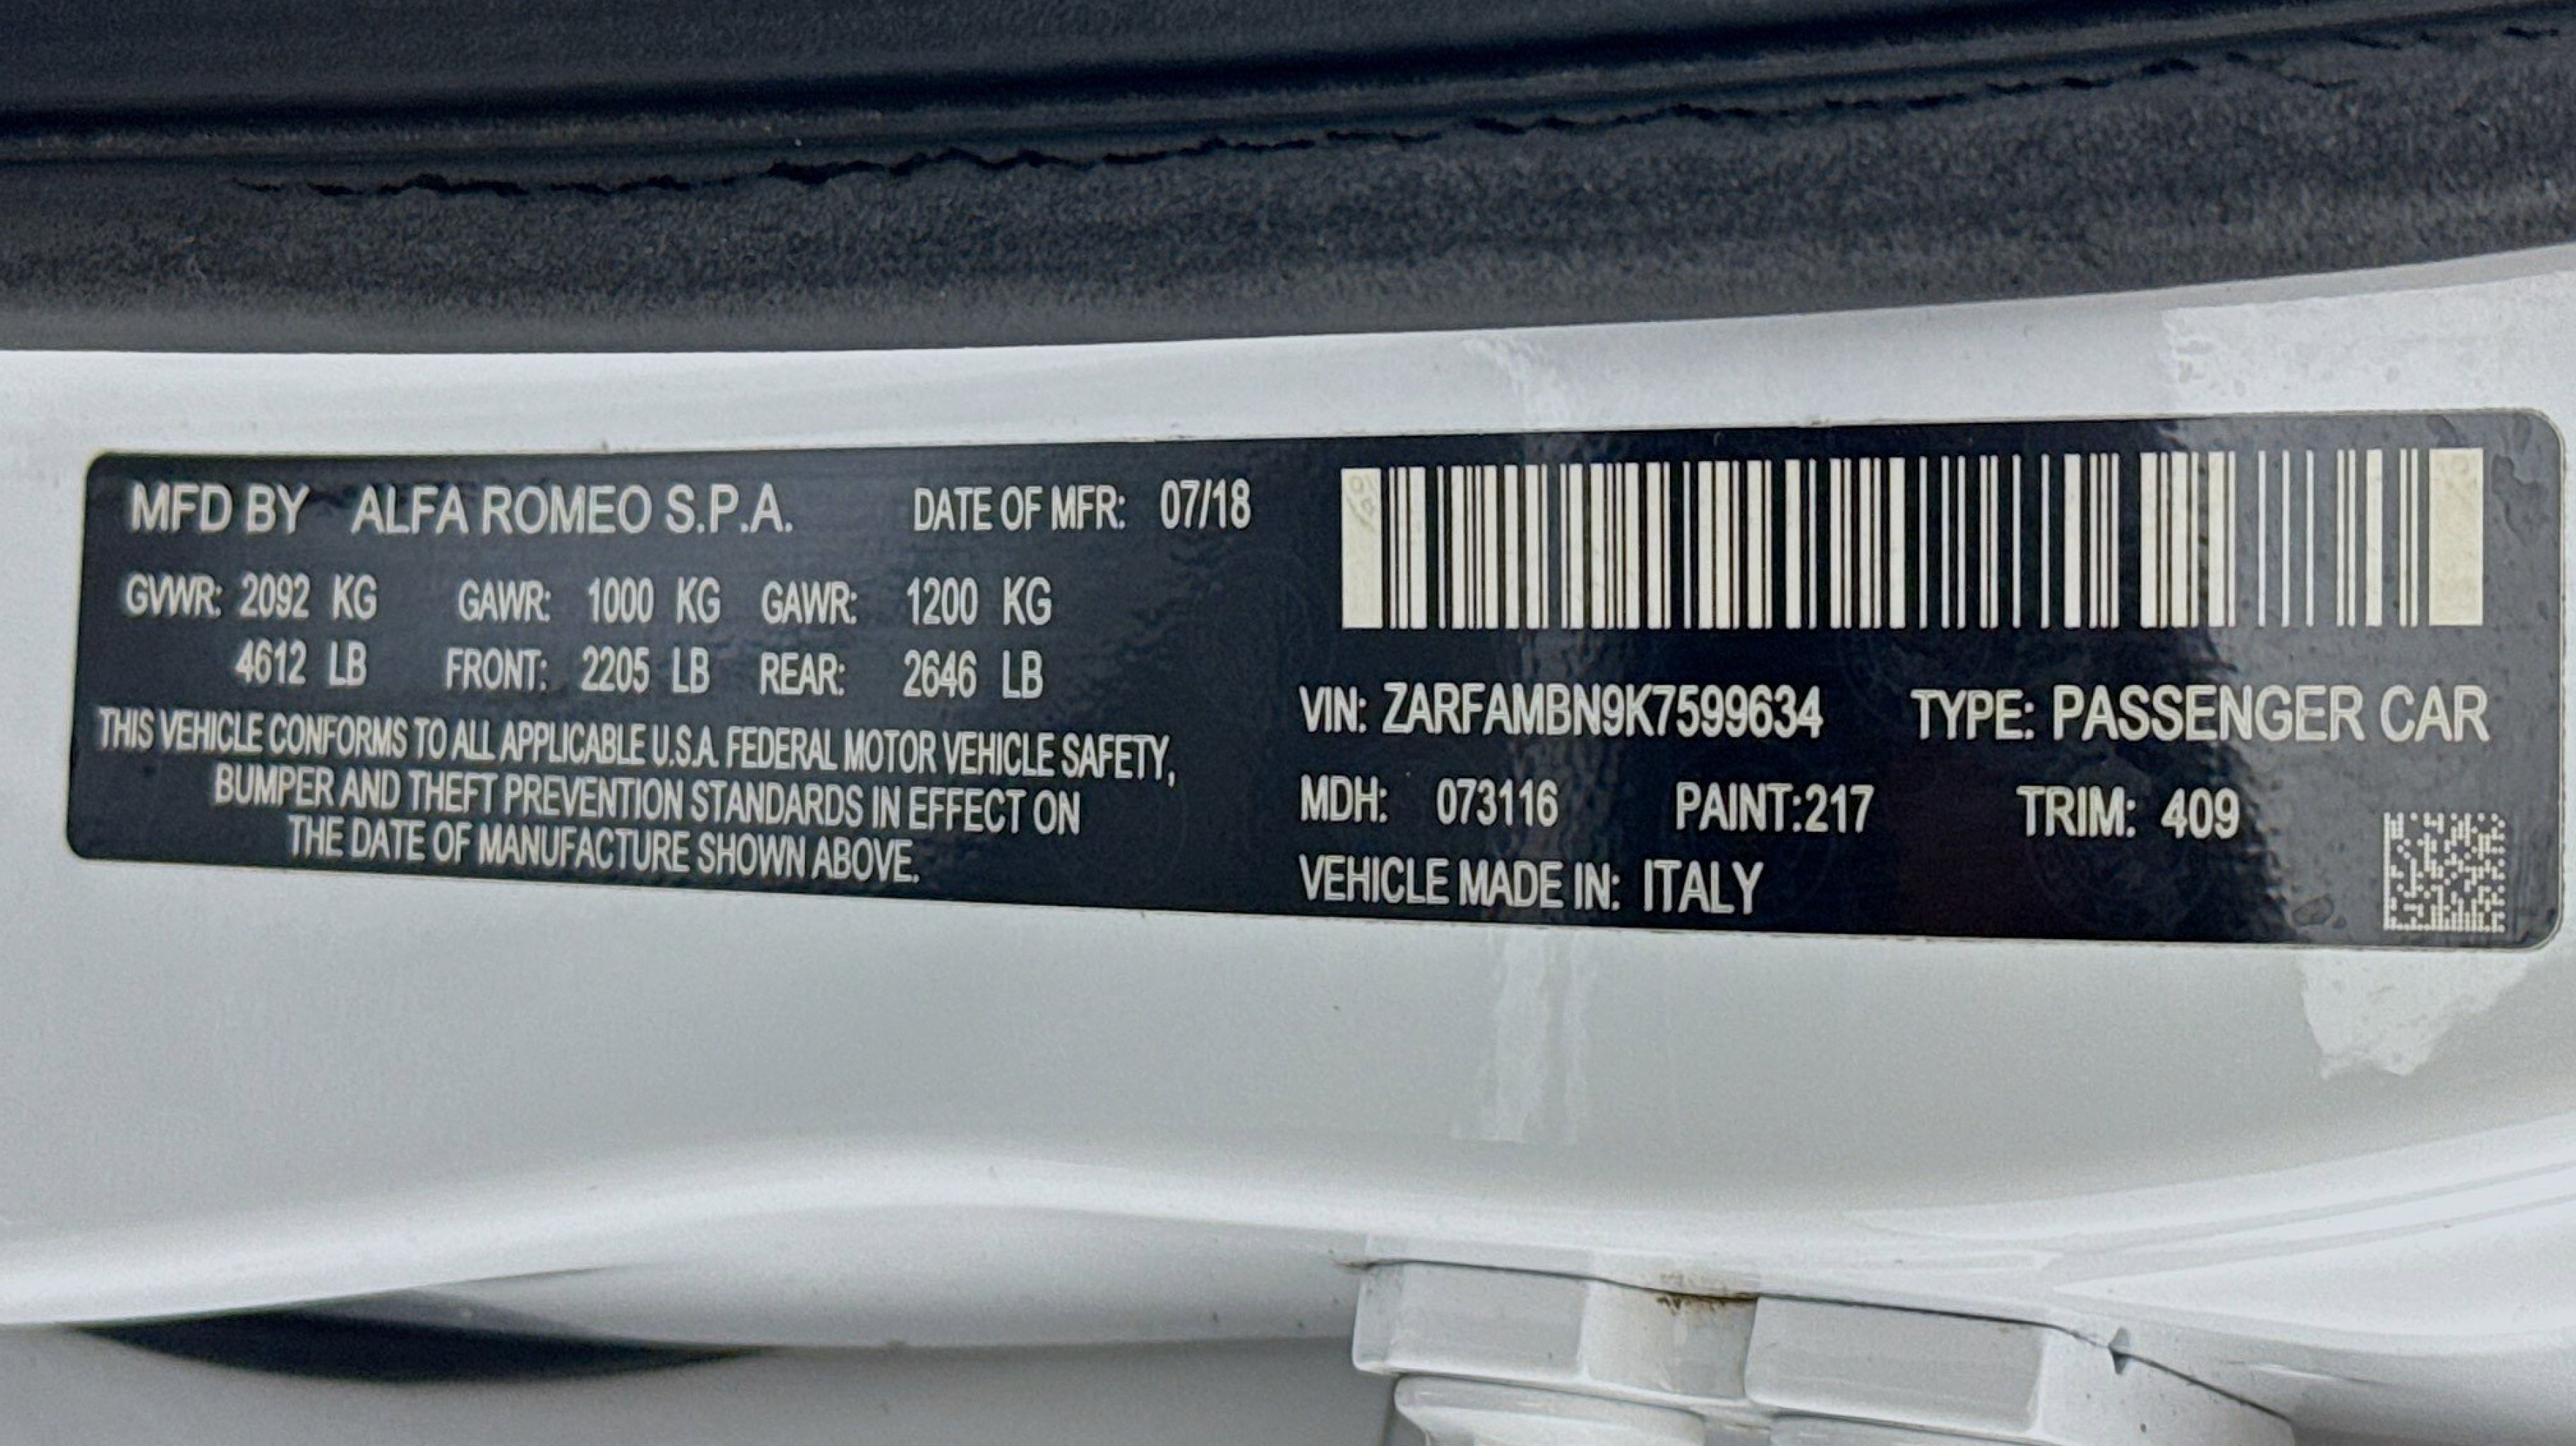 MFD BY ALFA ROMEO S.P.A. DATE OF MFR: 07/18
GVWR: 2092 KG GAWR: 1000 KG GAWR: 1200 KG
4612 LB FRONT: 2205 LB REAR: 2646 LB
THIS VEHICLE CONFORMS TO ALL APPLICABLE U.S.A. FEDERAL MOTOR VEHICLE SAFETY,
BUMPER AND THEFT PREVENTION STANDARDS IN EFFECT ON
THE DATE OF MANUFACTURE SHOWN ABOVE.
VIN: ZARFAMBN9K7599634 TYPE: PASSENGER CAR
MDH: 073116 PAINT:217 TRIM: 409
VEHICLE MADE IN: ITALY